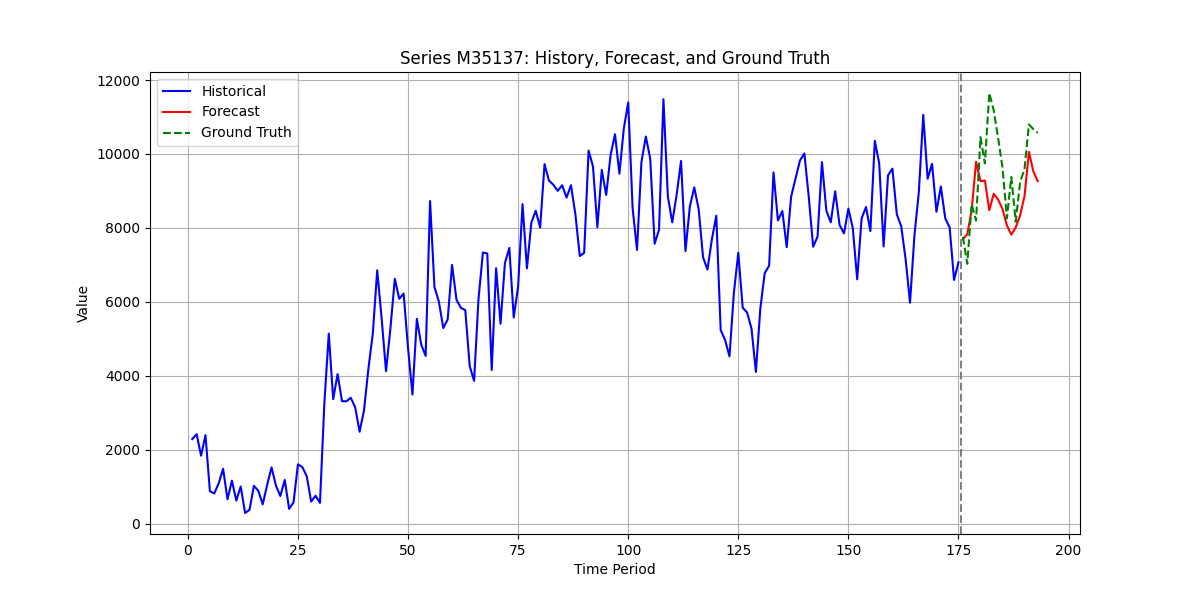 Series M35137: History, Forecast, and Ground Truth
Historical
Forecast
Ground Truth
12000
10000
8000
6000
4000
2000
0
Value
0 25 50 75 100 125 150 175 200
Time Period